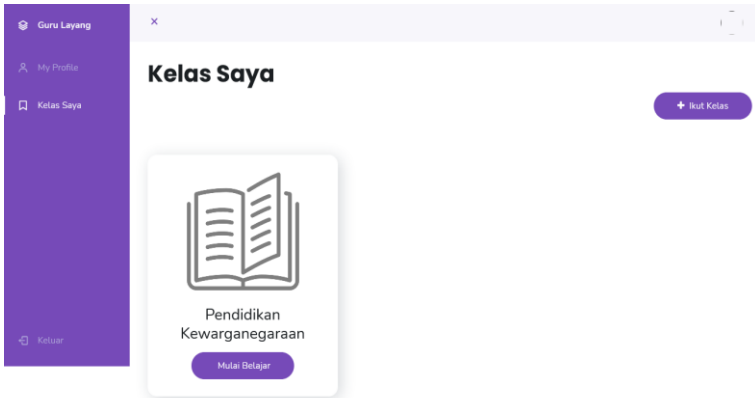 Guru Layang
My Profile
Kelas Saya
Keluar
×
Kelas Saya
+ Ikut Kelas
Pendidikan
Kewarganegaraan
Mulai Belajar